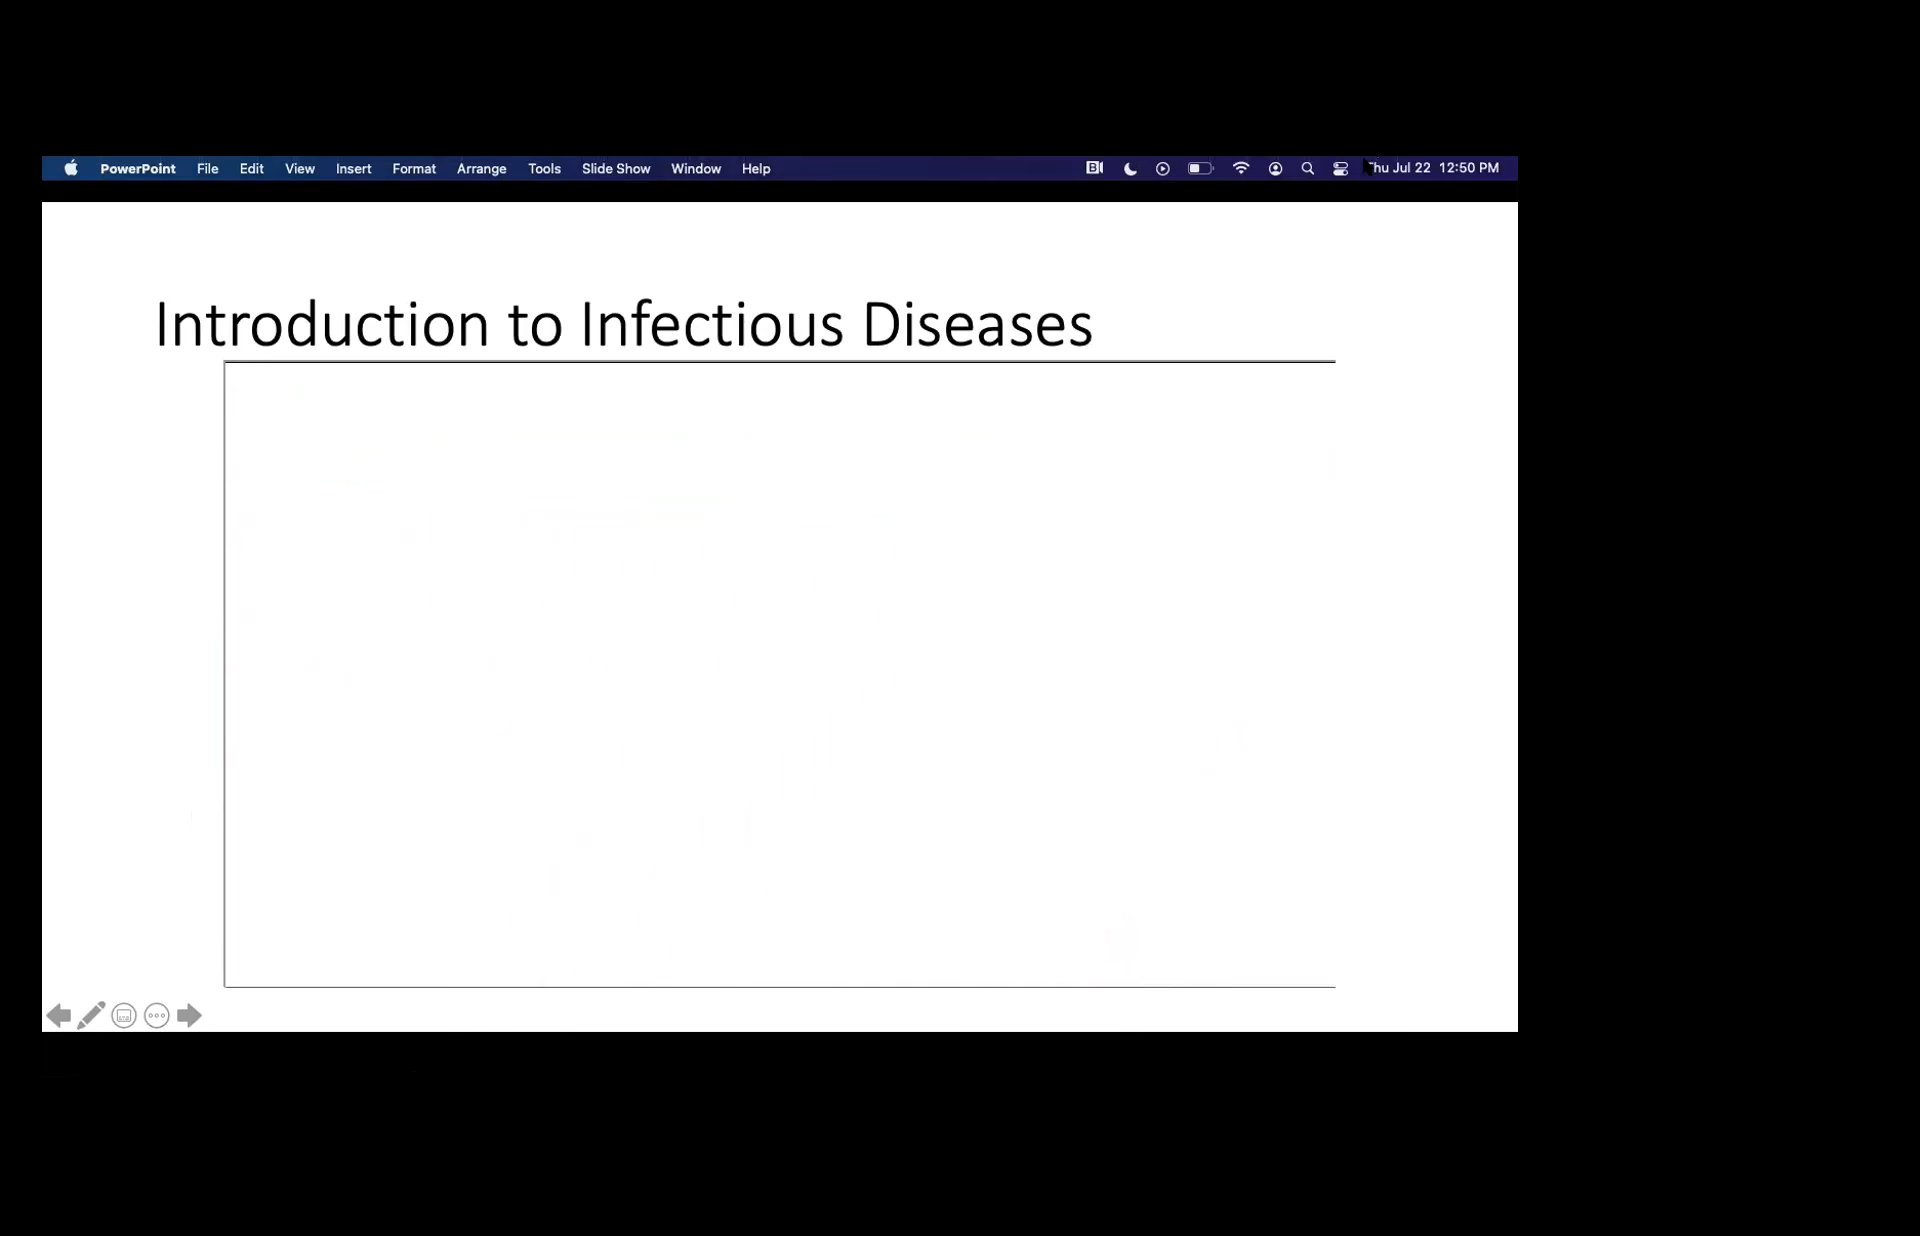 PowerPoint File Edit View Insert Format Arrange Tools Slide Show Window Help Thu Jul 22 12:50 PM
Introduction to Infectious Diseases